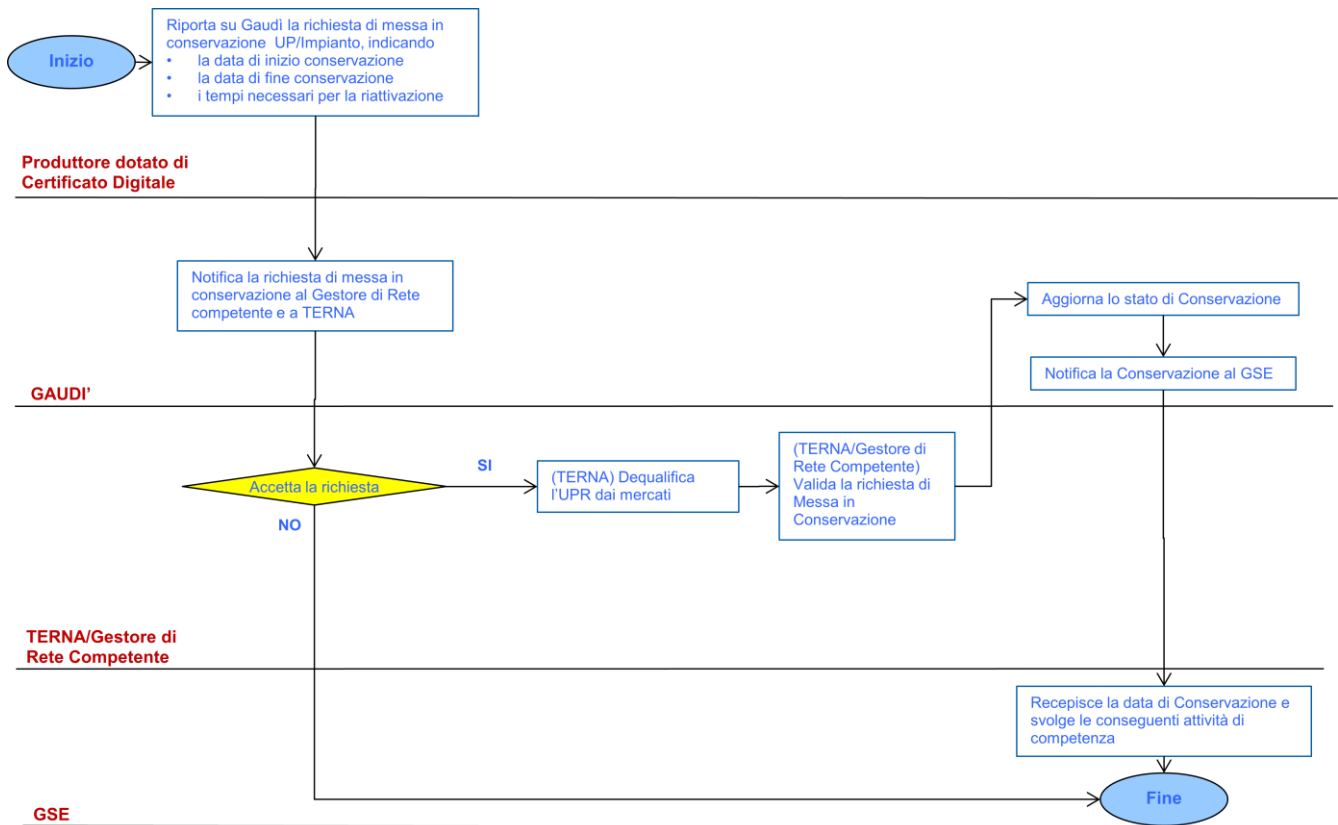 Inizio
Riporta su Gaudì la richiesta di messa in
conservazione UP/Impianto, indicando
• la data di inizio conservazione
• la data di fine conservazione
• i tempi necessari per la riattivazione
Produttore dotato di
Certificato Digitale
Notifica la richiesta di messa in
conservazione al Gestore di Rete
competente e a TERNA
Aggiorna lo stato di Conservazione
Notifica la Conservazione al GSE
GAUDI’
Accetta la richiesta
SI
NO
(TERNA) Dequalifica
l’UPR dai mercati
(TERNA/Gestore di
Rete Competente)
Valida la richiesta di
Messa in
Conservazione
TERNA/Gestore di
Rete Competente
Recepisce la data di Conservazione e
svolge le conseguenti attività di
competenza
Fine
GSE